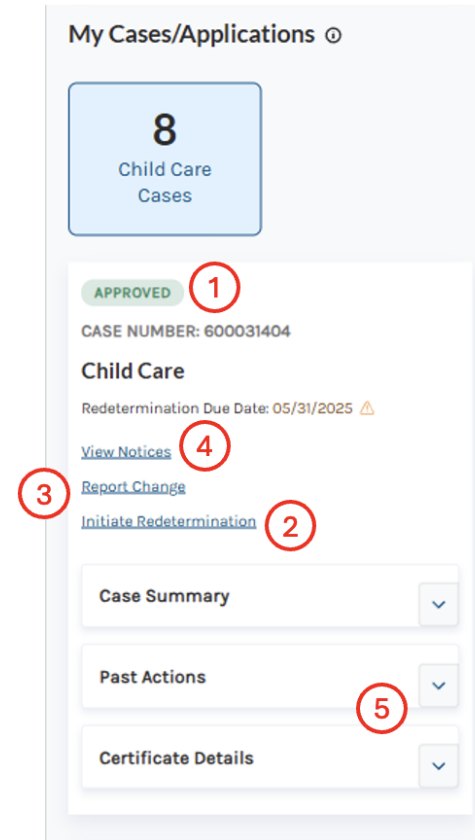 My Cases/Applications
8
Child Care
Cases
APPROVED 1
CASE NUMBER: 600031404
Child Care
Redetermination Due Date: 05/31/2025
View Notices 4
3 Report Change
Initiate Redetermination 2
Case Summary
Past Actions
5
Certificate Details